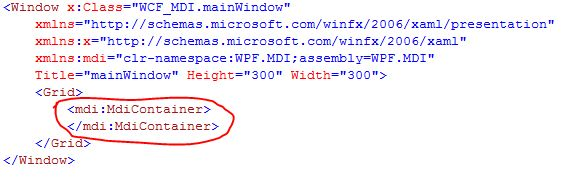 <Window x:Class="WCF_MDI.mainWindow"
xmlns="http://schemas.microsoft.com/winfx/2006/xaml/presentation"
xmlns:x="http://schemas.microsoft.com/winfx/2006/xaml"
xmlns:mdi="clr-namespace:WPF.MDI;assembly=WPF.MDI"
Title="mainWindow" Height="300" Width="300">
<Grid>
<mdi:MdiContainer>
</mdi:MdiContainer>
</Grid>
</Window>